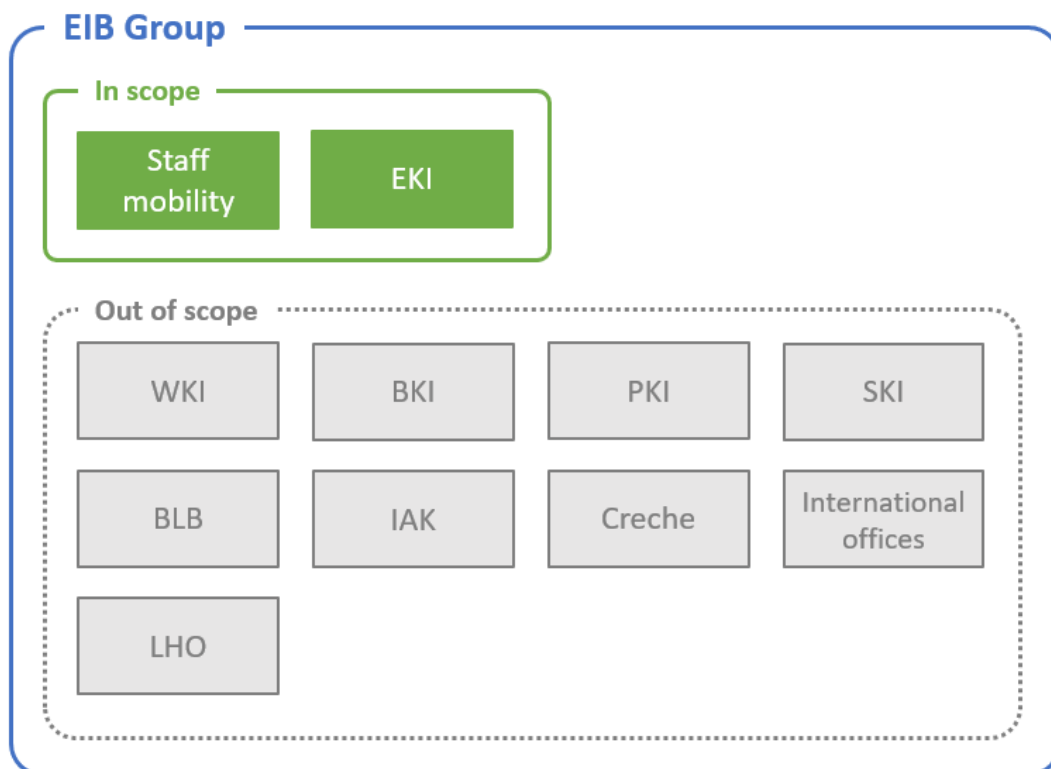 EIB Group
In scope
Staff
mobility
EKI
Out of scope
WKI
BKI
PKI
SKI
BLB
IAK
Creche
International
offices
LHO